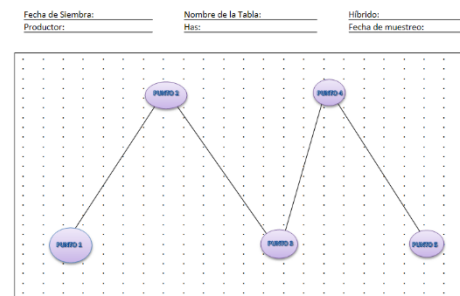 Fecha de Siembra: Nombre de la Tabla: Híbrido:
Productor: Has: Fecha de muestreo:
PUNTO 2 PUNTO 4
PUNTO 1 PUNTO 3 PUNTO 5